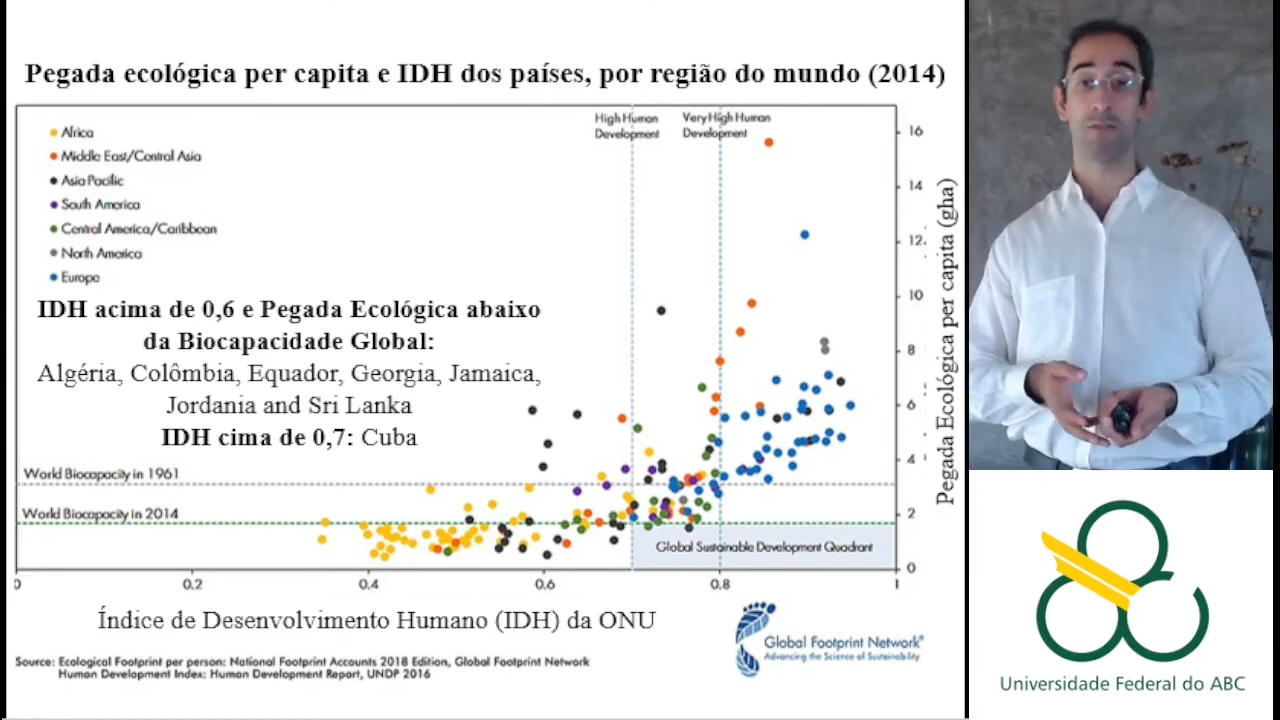 Pegada ecológica per capita e IDH dos países, por região do mundo (2014)
High Human
Development
Very High Human
Development
Africa
Middle East/Central Asia
Asia Pacific
South America
Central America/Caribbean
North America
Europe
IDH acima de 0,6 e Pegada Ecológica abaixo
da Biocapacidade Global:
Algéria, Colômbia, Equador, Georgia, Jamaica,
Jordania and Sri Lanka
IDH cima de 0,7: Cuba
World Biocapacity in 1961
World Biocapacity in 2014
Global Sustainable Development Quadrant
16
14
12
10
8
6
4
2
0
Pegada Ecológica per capita (gha)
0
0.2
0.4
0.6
0.8
1
Índice de Desenvolvimento Humano (IDH) da ONU
Global Footprint Network®
Advancing the Science of Sustainability
Source: Ecological Footprint per person: National Footprint Accounts 2018 Edition, Global Footprint Network
Human Development Index: Human Development Report, UNDP 2016
Universidade Federal do ABC